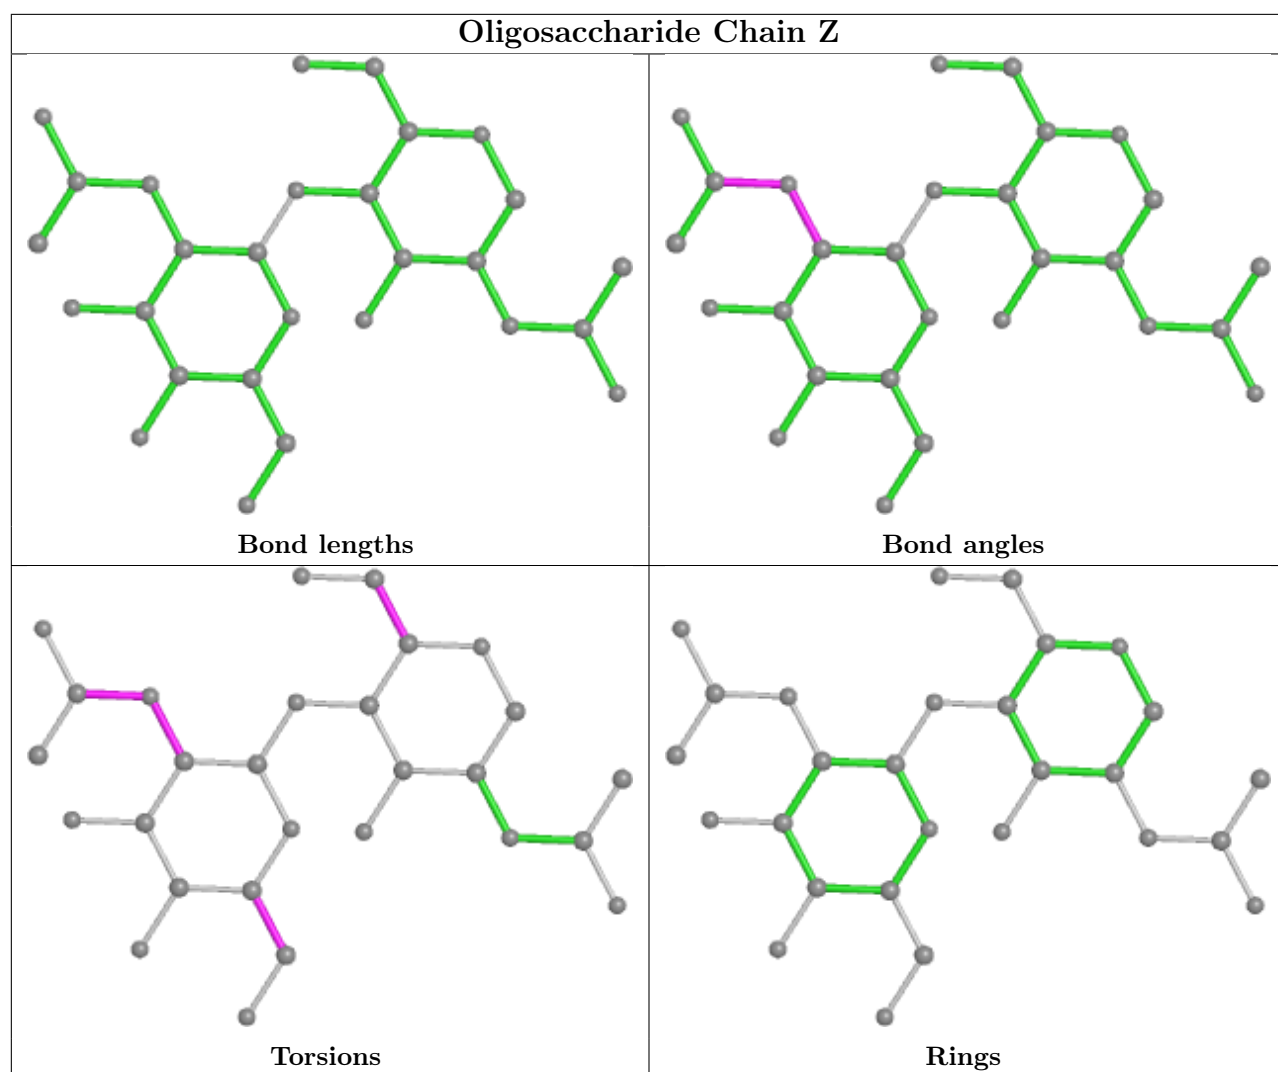 Oligosaccharide Chain Z
Bond lengths
Bond angles
Torsions
Rings